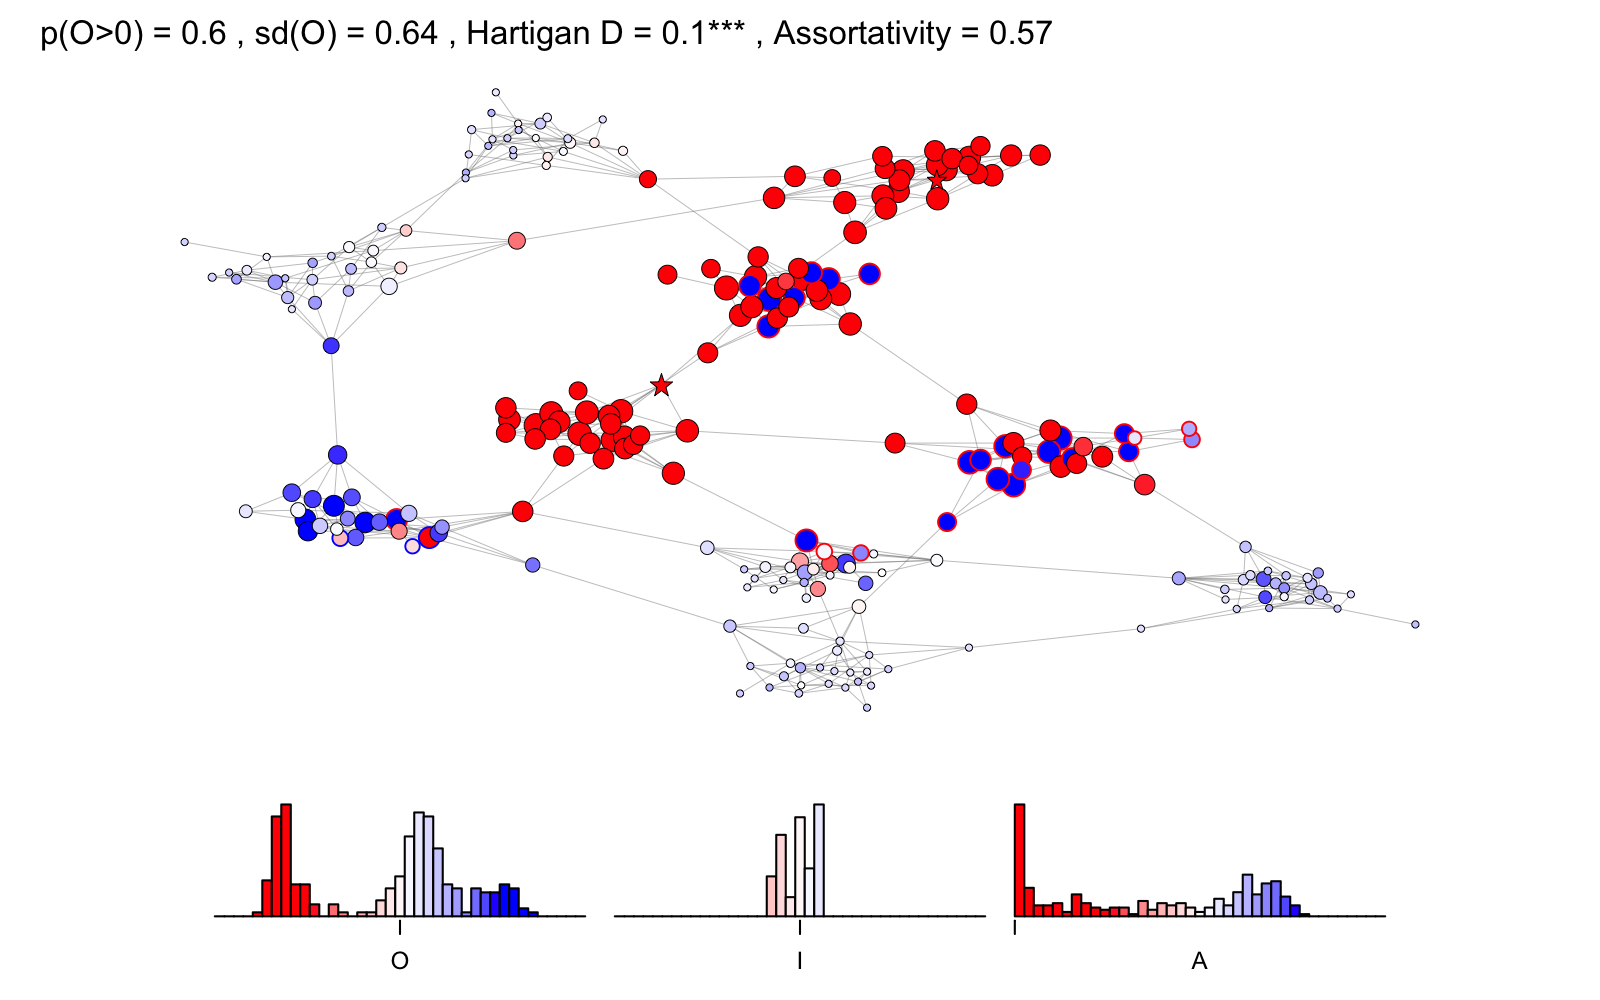 p(O>0) = 0.6 , sd(O) = 0.64 , Hartigan D = 0.1*** , Assortativity = 0.57
O
I
A